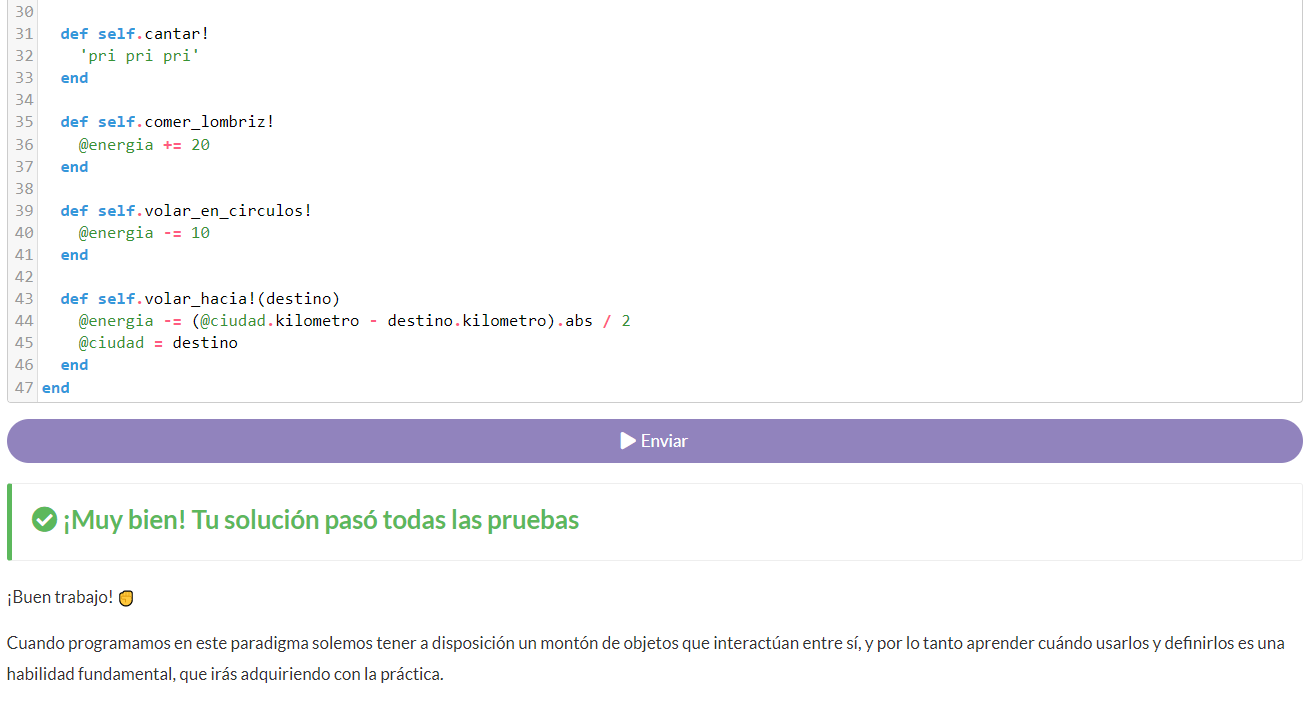 30
31 def self.cantar!
32 'pri pri pri'
33 end
34
35 def self.comer_lombriz!
36 @energia += 20
37 end
38
39 def self.volar_en_circulos!
40 @energia -= 10
41 end
42
43 def self.volar_hacia!(destino)
44 @energia -= (@ciudad.kilometro - destino.kilometro).abs / 2
45 @ciudad = destino
46 end
47 end
Enviar
¡Muy bien! Tu solución pasó todas las pruebas
¡Buen trabajo!
Cuando programamos en este paradigma solemos tener a disposición un montón de objetos que interactúan entre sí, y por lo tanto aprender cuándo usarlos y definirlos es una
habilidad fundamental, que irás adquiriendo con la práctica.